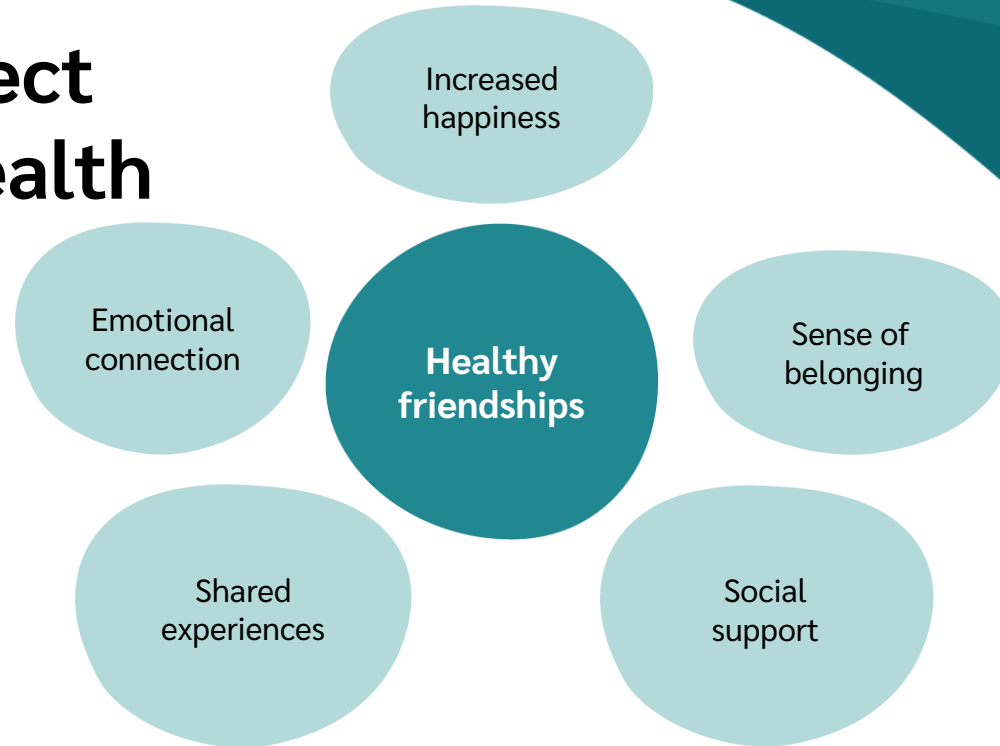 ect
ealth
Increased
happiness
Emotional
connection
Healthy
friendships
Sense of
belonging
Shared
experiences
Social
support